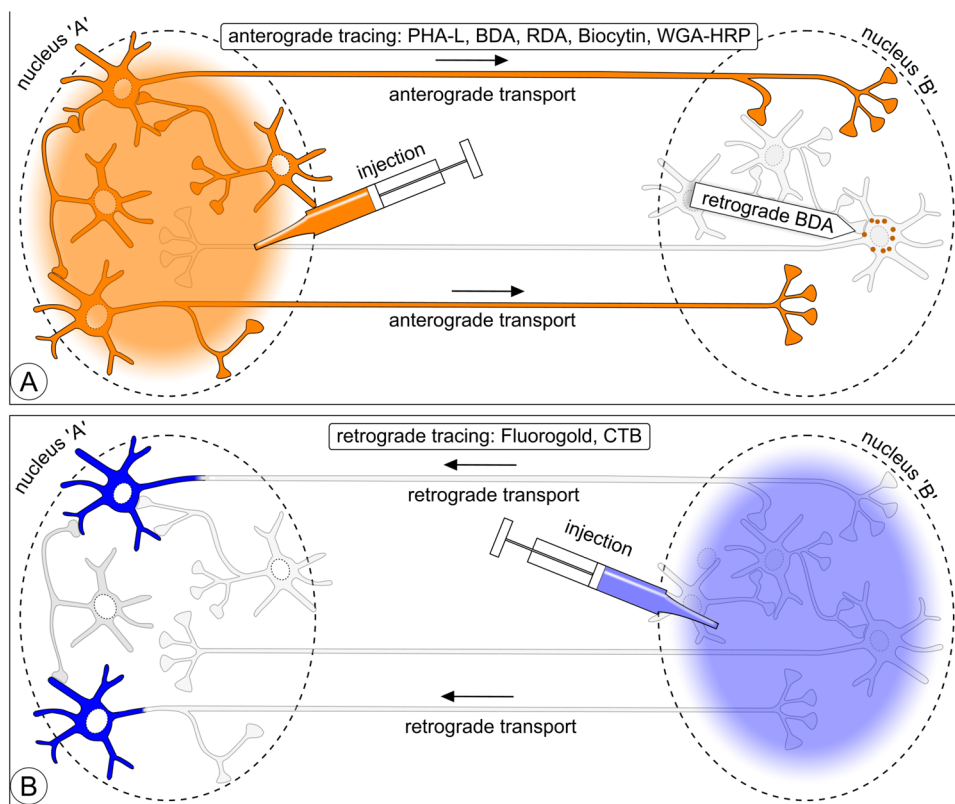 nucleus 'A'
anterograde tracing: PHA-L, BDA, RDA, Biocytin, WGA-HRP
nucleus 'B'
anterograde transport
injection
retrograde BDA
anterograde transport
A
nucleus 'A'
retrograde tracing: Fluorogold, CTB
nucleus 'B'
retrograde transport
injection
retrograde transport
B